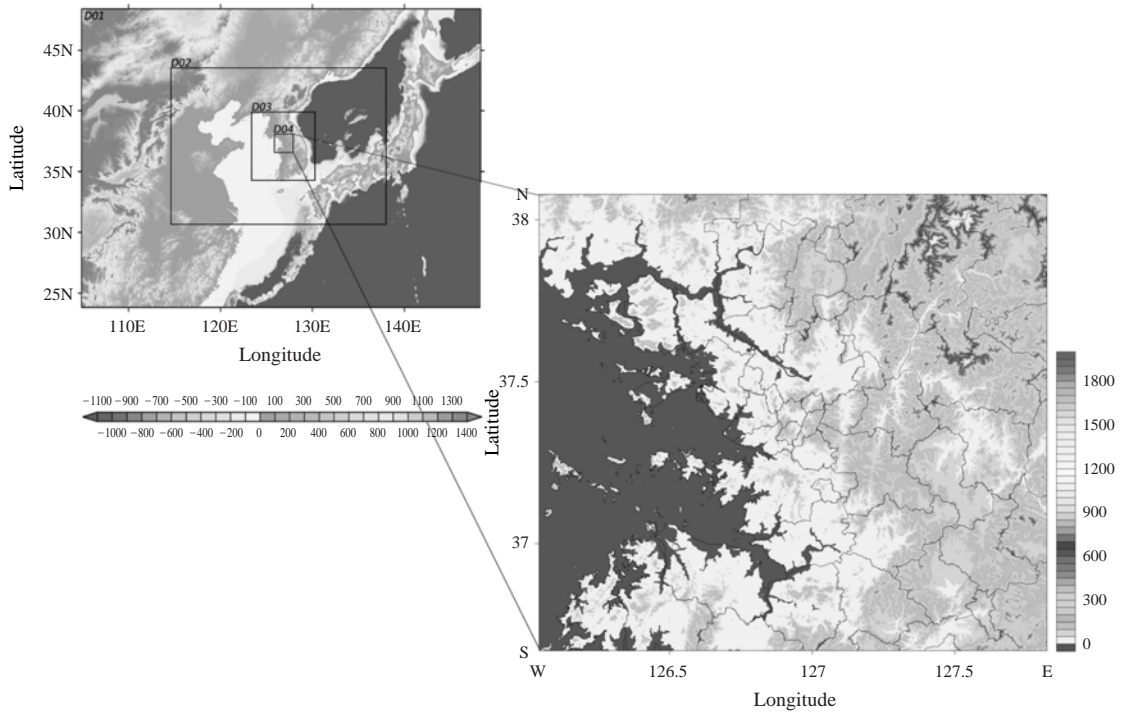 D01
45N
D02
40N
D03
D04
35N
30N
25N
Latitude
110E 120E 130E 140E
Longitude
−1100 −900 −700 −500 −300 −100 100 300 500 700 900 1100 1300
−1000 −800 −600 −400 −200 0 200 400 600 800 1000 1200 1400
N
38
37.5
Latitude
37
S
W 126.5 127 127.5 E
Longitude
1800
1500
1200
900
600
300
0